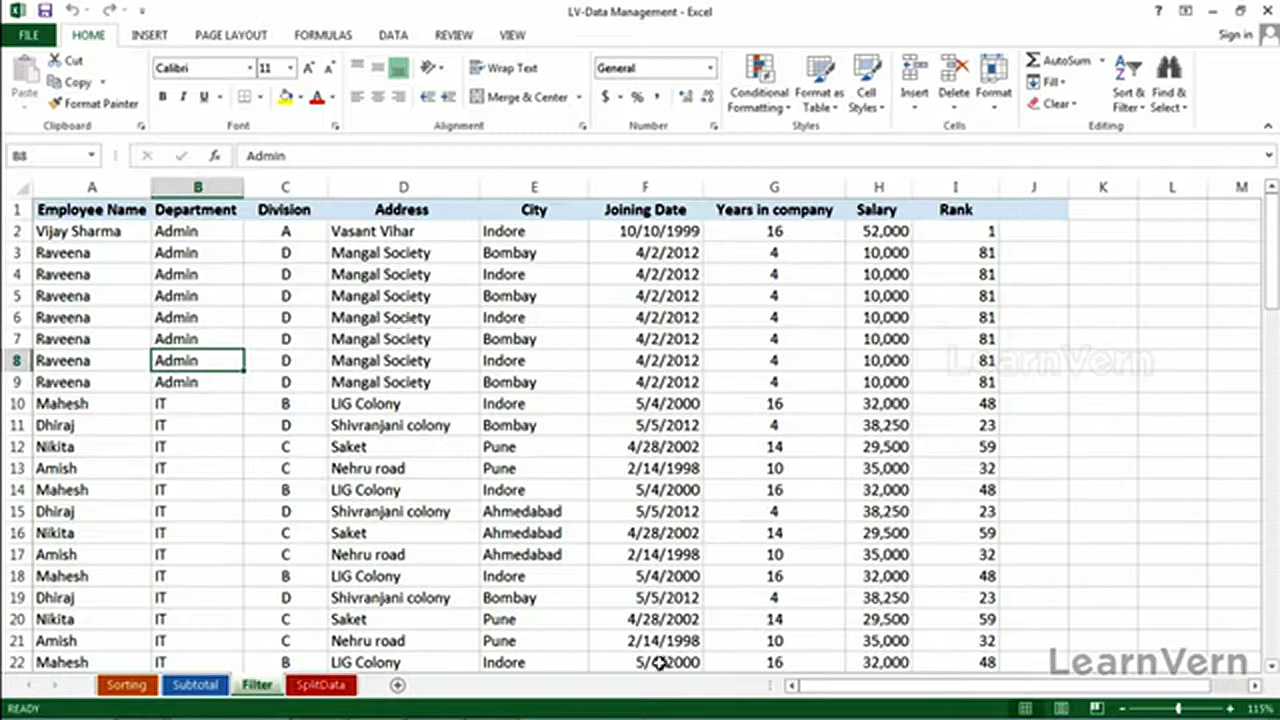 LV-Data Management - Excel
Sign in
FILE HOME INSERT PAGE LAYOUT FORMULAS DATA REVIEW VIEW
Paste
Cut
Copy
Format Painter
Calibri 11
B I U
Wrap Text
Merge & Center
General
$ % ,
Conditional Formatting
Format as Table
Cell Styles
Insert Delete Format
AutoSum
Fill
Clear
Sort & Filter
Find & Select
Clipboard Font Alignment Number Styles Cells Editing
B8 fx Admin
A B C D E F G H I J K L M
1 Employee Name Department Division Address City Joining Date Years in company Salary Rank
2 Vijay Sharma Admin A Vasant Vihar Indore 10/10/1999 16 52,000 1
3 Raveena Admin D Mangal Society Bombay 4/2/2012 4 10,000 81
4 Raveena Admin D Mangal Society Indore 4/2/2012 4 10,000 81
5 Raveena Admin D Mangal Society Bombay 4/2/2012 4 10,000 81
6 Raveena Admin D Mangal Society Indore 4/2/2012 4 10,000 81
7 Raveena Admin D Mangal Society Bombay 4/2/2012 4 10,000 81
8 Raveena Admin D Mangal Society Indore 4/2/2012 4 10,000 81
LearnVern
9 Raveena Admin D Mangal Society Bombay 4/2/2012 4 10,000 81
10 Mahesh IT B LIG Colony Indore 5/4/2000 16 32,000 48
11 Dhiraj IT D Shivranjani colony Bombay 5/5/2012 4 38,250 23
12 Nikita IT C Saket Pune 4/28/2002 14 29,500 59
13 Amish IT C Nehru road Pune 2/14/1998 10 35,000 32
14 Mahesh IT B LIG Colony Indore 5/4/2000 16 32,000 48
15 Dhiraj IT D Shivranjani colony Ahmedabad 5/5/2012 4 38,250 23
16 Nikita IT C Saket Ahmedabad 4/28/2002 14 29,500 59
17 Amish IT C Nehru road Ahmedabad 2/14/1998 10 35,000 32
18 Mahesh IT B LIG Colony Indore 5/4/2000 16 32,000 48
19 Dhiraj IT D Shivranjani colony Bombay 5/5/2012 4 38,250 23
20 Nikita IT C Saket Pune 4/28/2002 14 29,500 59
21 Amish IT C Nehru road Pune 2/14/1998 10 35,000 32
22 Mahesh IT B LIG Colony Indore 5/4/2000 16 32,000 48
LearnVern
Sorting Subtotal Filter SplitData
READY 115%